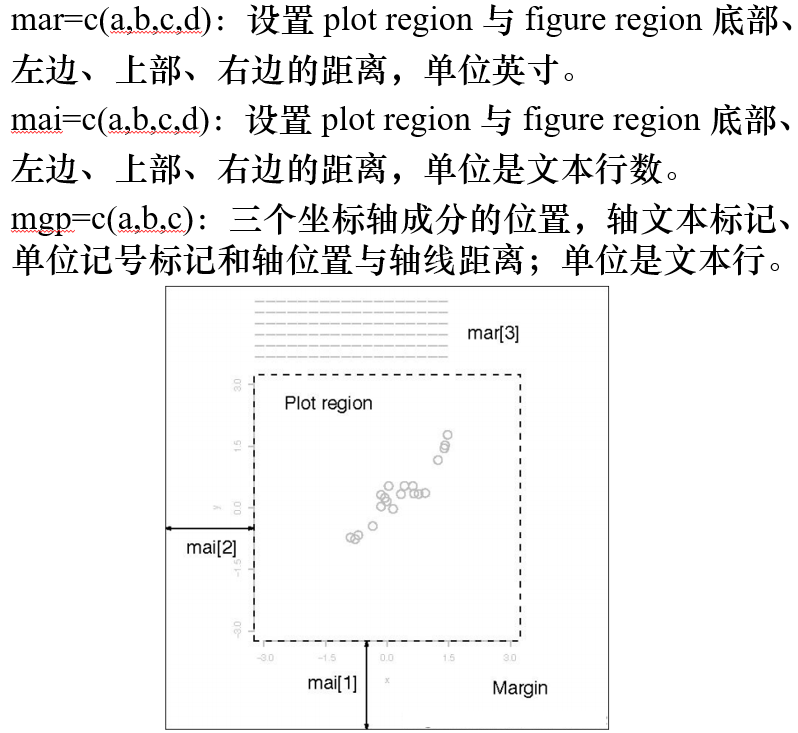 mar=c(a,b,c,d)：设置 plot region 与 figure region 底部、
左边、上部、右边的距离，单位英寸。
mai=c(a,b,c,d)：设置 plot region 与 figure region 底部、
左边、上部、右边的距离，单位是文本行数。
mgp=c(a,b,c)：三个坐标轴成分的位置，轴文本标记、
单位记号标记和轴位置与轴线距离；单位是文本行。
mar[3]
3.0
Plot region
1.5
y
0.0
mai[2]
−1.5
−3.0
−3.0 −1.5 0.0 1.5 3.0
mai[1]
x
Margin